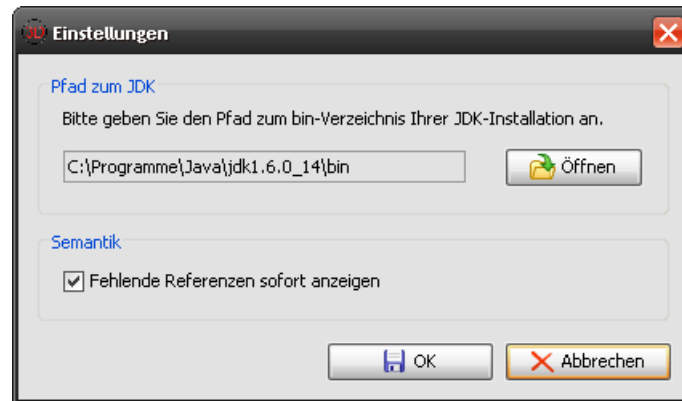 Einstellungen
Pfad zum JDK
Bitte geben Sie den Pfad zum bin-Verzeichnis Ihrer JDK-Installation an.
C:\Programme\Java\jdk1.6.0_14\bin
Öffnen
Semantik
Fehlende Referenzen sofort anzeigen
OK
Abbrechen